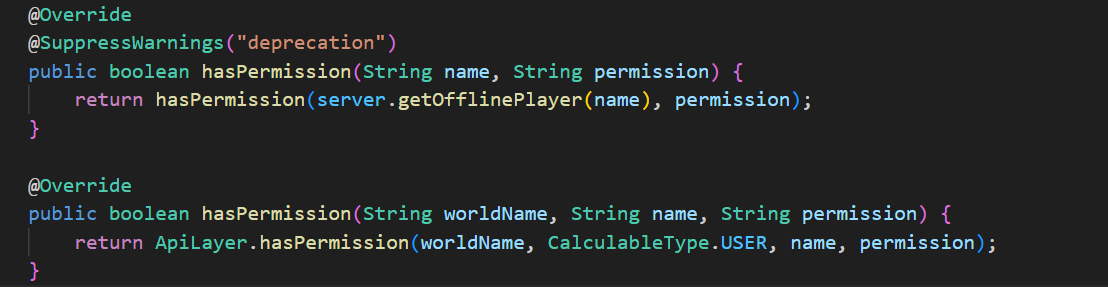 @Override
@SuppressWarnings("deprecation")
public boolean hasPermission(String name, String permission) {
    return hasPermission(server.getOfflinePlayer(name), permission);
}

@Override
public boolean hasPermission(String worldName, String name, String permission) {
    return ApiLayer.hasPermission(worldName, CalculableType.USER, name, permission);
}